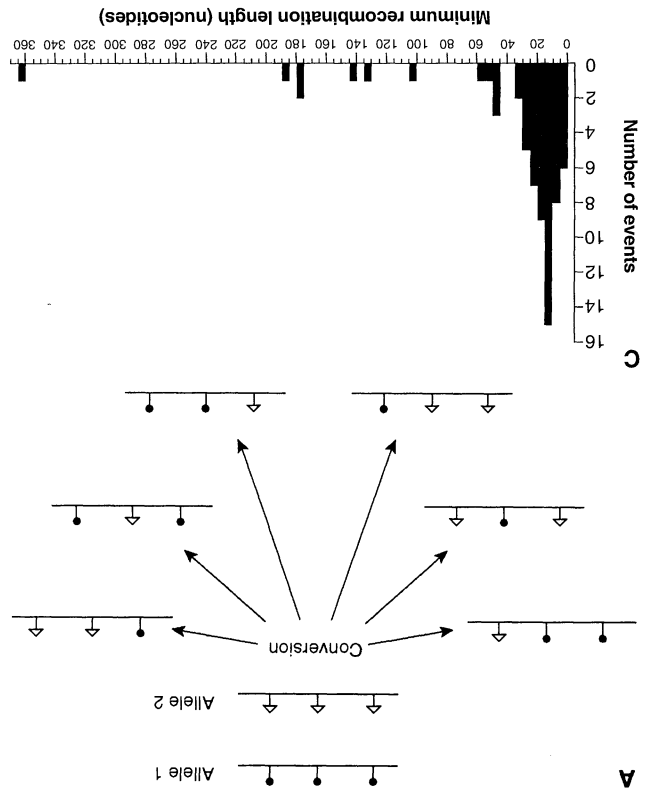 A
Allele 1
Allele 2
Conversion
C
Number of events
16
14
12
10
8
6
4
2
0
0 20 40 60 80 100 120 140 160 180 200 220 240 260 280 300 320 340 360
Minimum recombination length (nucleotides)